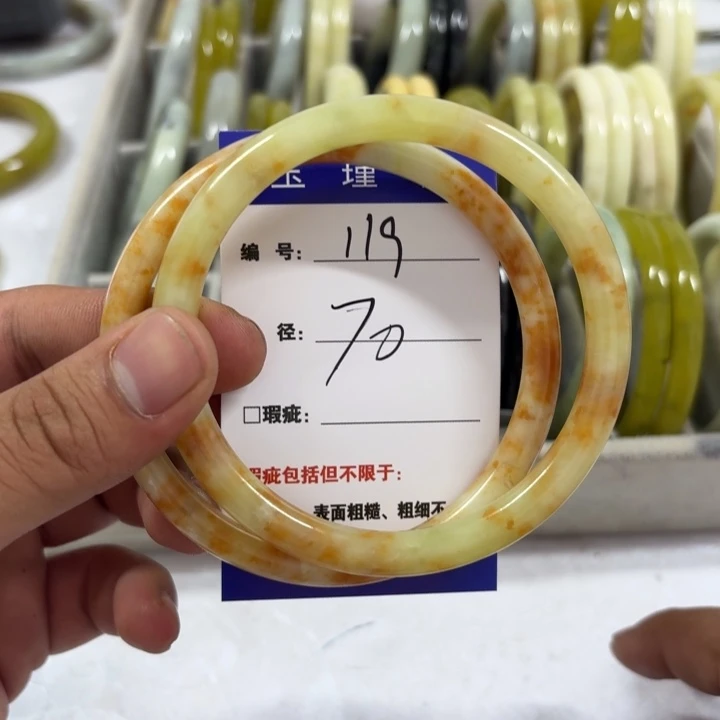 玉 埋
编 号: 119
径: 70
□瑕疵:
瑕疵包括但不限于:
表面粗糙、粗细不